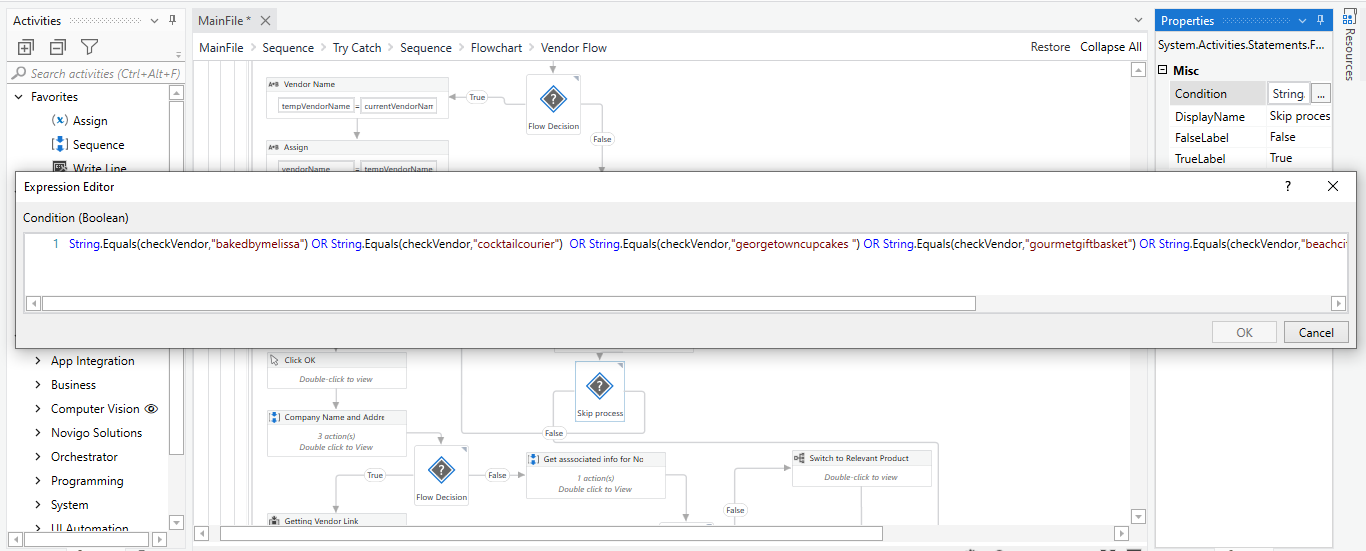 Activities
MainFile *
Properties
Resources
MainFile > Sequence > Try Catch > Sequence > Flowchart > Vendor Flow
Restore Collapse All
System.Activities.Statements.F...
Search activities (Ctrl+Alt+F)
Misc
Favorites
Assign
Sequence
Write Line
Vendor Name
tempVendorName = currentVendorNam
True
Flow Decision
False
Assign
vendorName = tempVendorName
Condition String. ...
DisplayName Skip proces
FalseLabel False
TrueLabel True
Expression Editor
?
Condition (Boolean)
1 String.Equals(checkVendor,"bakedbymelissa") OR String.Equals(checkVendor,"cocktailcourier")  OR String.Equals(checkVendor,"georgetowncupcakes ") OR String.Equals(checkVendor,"gourmetgiftbasket") OR String.Equals(checkVendor,"beachcit
OK Cancel
App Integration
Business
Computer Vision
Novigo Solutions
Orchestrator
Programming
System
UI Automation
Click OK
Double-click to view
Company Name and Addre
3 action(s)
Double click to View
Skip process
False
True
Flow Decision
False
Get asssociated info for Nc
1 action(s)
Double click to View
Switch to Relevant Product
Double-click to view
False
Getting Vendor Link